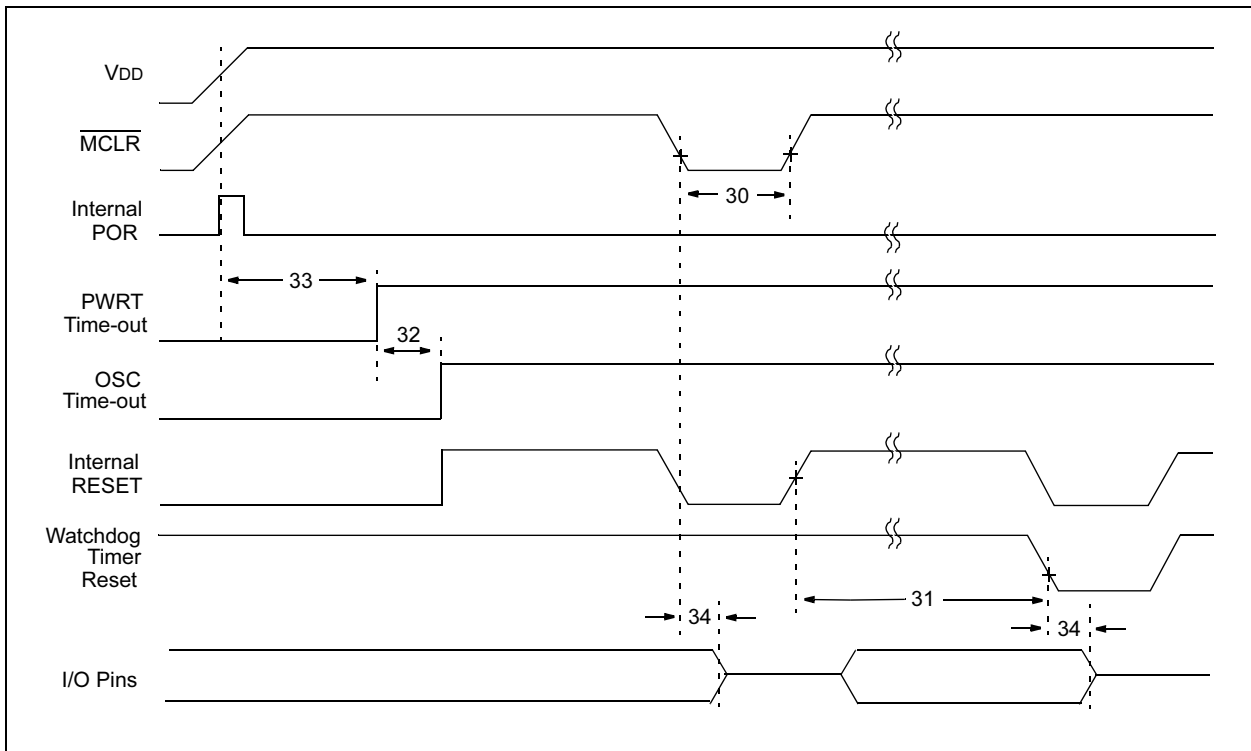 VDD
MCLR
30
Internal
POR
33
PWRT
Time-out
32
OSC
Time-out
Internal
RESET
Watchdog
Timer
Reset
31
34
34
I/O Pins